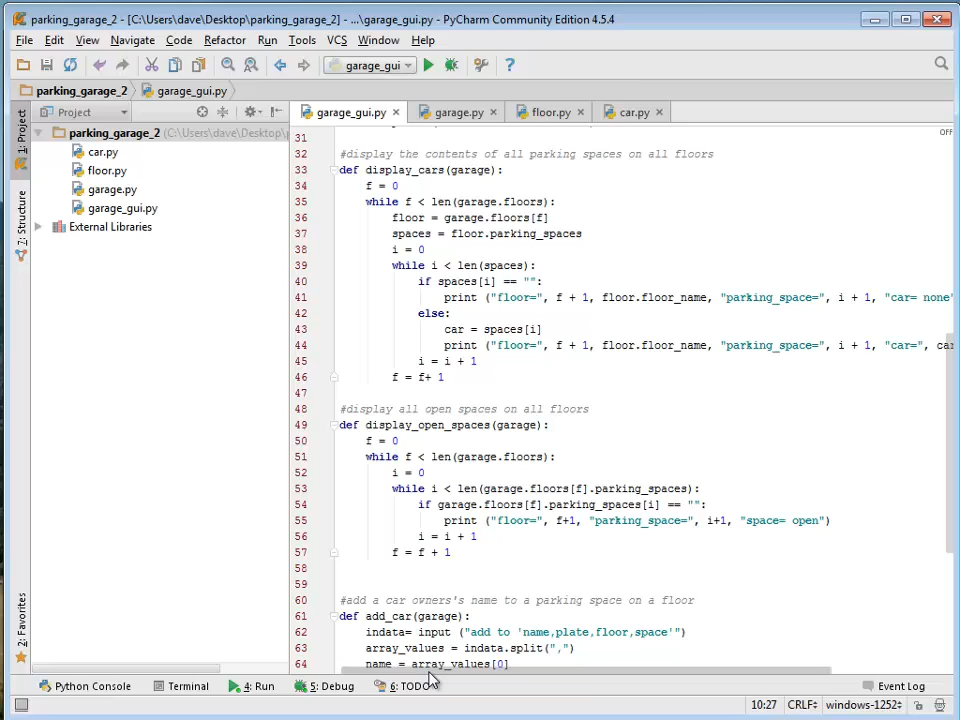 parking_garage_2 - [C:\Users\dave\Desktop\parking_garage_2] - ...\garage_gui.py - PyCharm Community Edition 4.5.4
File Edit View Navigate Code Refactor Run Tools VCS Window Help
garage_gui
parking_garage_2 garage_gui.py
1: Project
7: Structure
2: Favorites
Project
parking_garage_2 (C:\Users\dave\Desktop\p
car.py
floor.py
garage.py
garage_gui.py
External Libraries
garage_gui.py garage.py floor.py car.py
OFF
31
32 #display the contents of all parking spaces on all floors
33 def display_cars(garage):
34 f = 0
35 while f < len(garage.floors):
36 floor = garage.floors[f]
37 spaces = floor.parking_spaces
38 i = 0
39 while i < len(spaces):
40 if spaces[i] == "":
41 print ("floor=", f + 1, floor.floor_name, "parking_space=", i + 1, "car= none"
42 else:
43 car = spaces[i]
44 print ("floor=", f + 1, floor.floor_name, "parking_space=", i + 1, "car=", car
45 i = i + 1
46 f = f+ 1
47
48 #display all open spaces on all floors
49 def display_open_spaces(garage):
50 f = 0
51 while f < len(garage.floors):
52 i = 0
53 while i < len(garage.floors[f].parking_spaces):
54 if garage.floors[f].parking_spaces[i] == "":
55 print ("floor=", f+1, "parking_space=", i+1, "space= open")
56 i = i + 1
57 f = f + 1
58
59
60 #add a car owners's name to a parking space on a floor
61 def add_car(garage):
62 indata= input ("add to 'name,plate,floor,space'")
63 array_values = indata.split(",")
64 name = array_values[0]
Python Console Terminal 4: Run 5: Debug 6: TODO Event Log
10:27 CRLF windows-1252